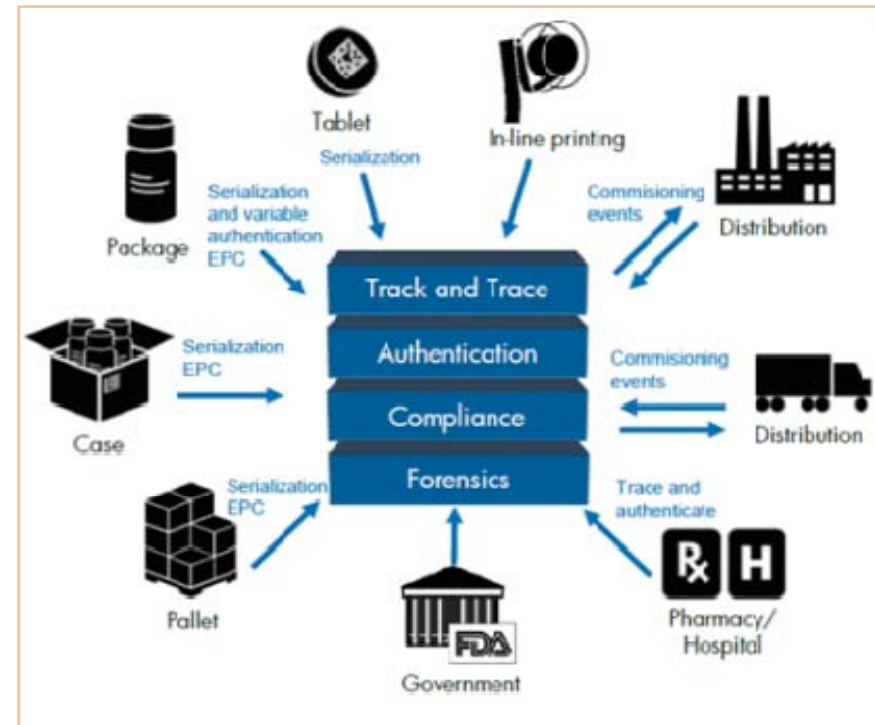 Tablet
Serialization
In-line printing
Package
Serialization
and variable
authentication
EPC
Commisioning
events
Distribution
Track and Trace
Authentication
Compliance
Forensics
Case
Serialization
EPC
Commisioning
events
Distribution
Pallet
Serialization
EPC
Trace and
authenticate
Rx H
Pharmacy/
Hospital
FDA
Government